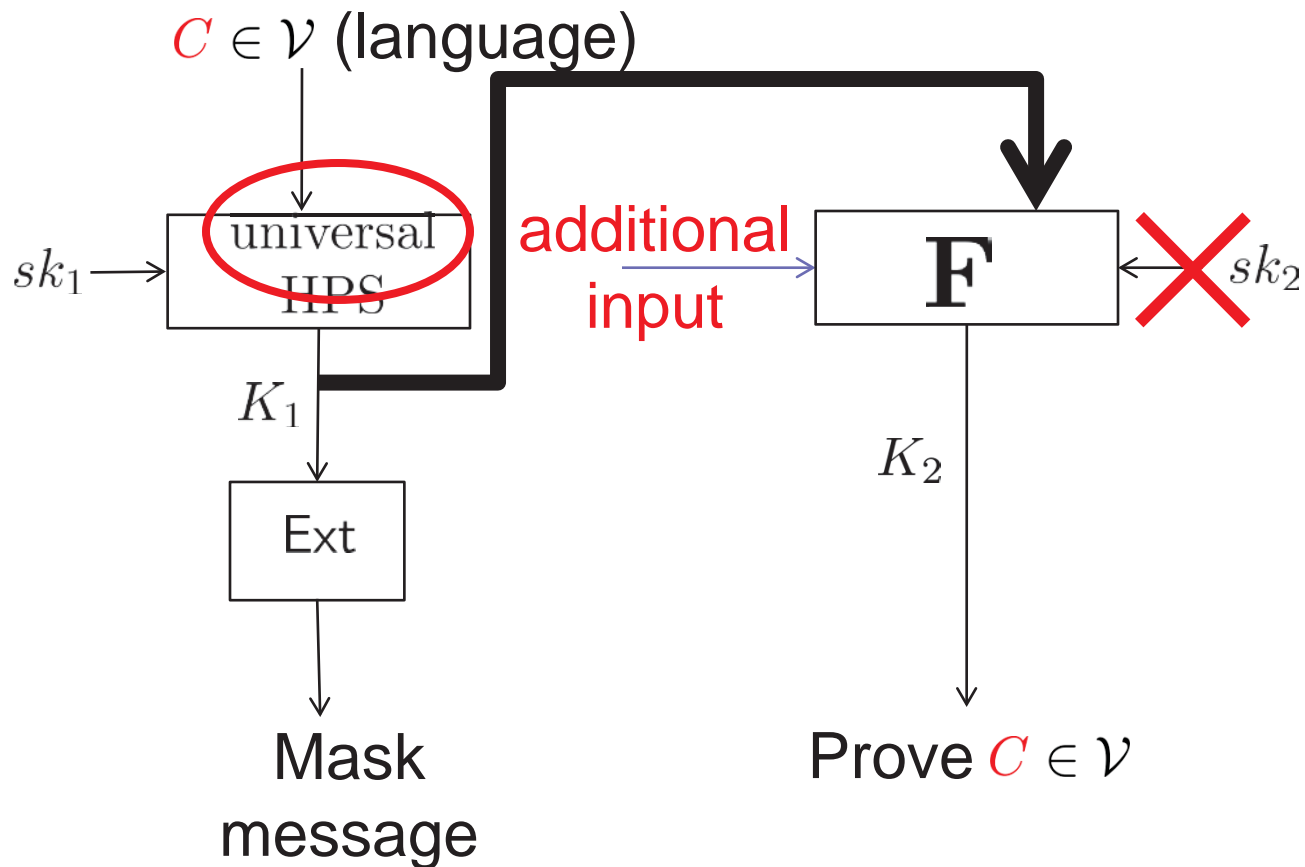 C ∈ 𝒱 (language)
universal
HPS
sk₁
additional
input
F
sk₂
K₁
K₂
Ext
Mask
message
Prove C ∈ 𝒱